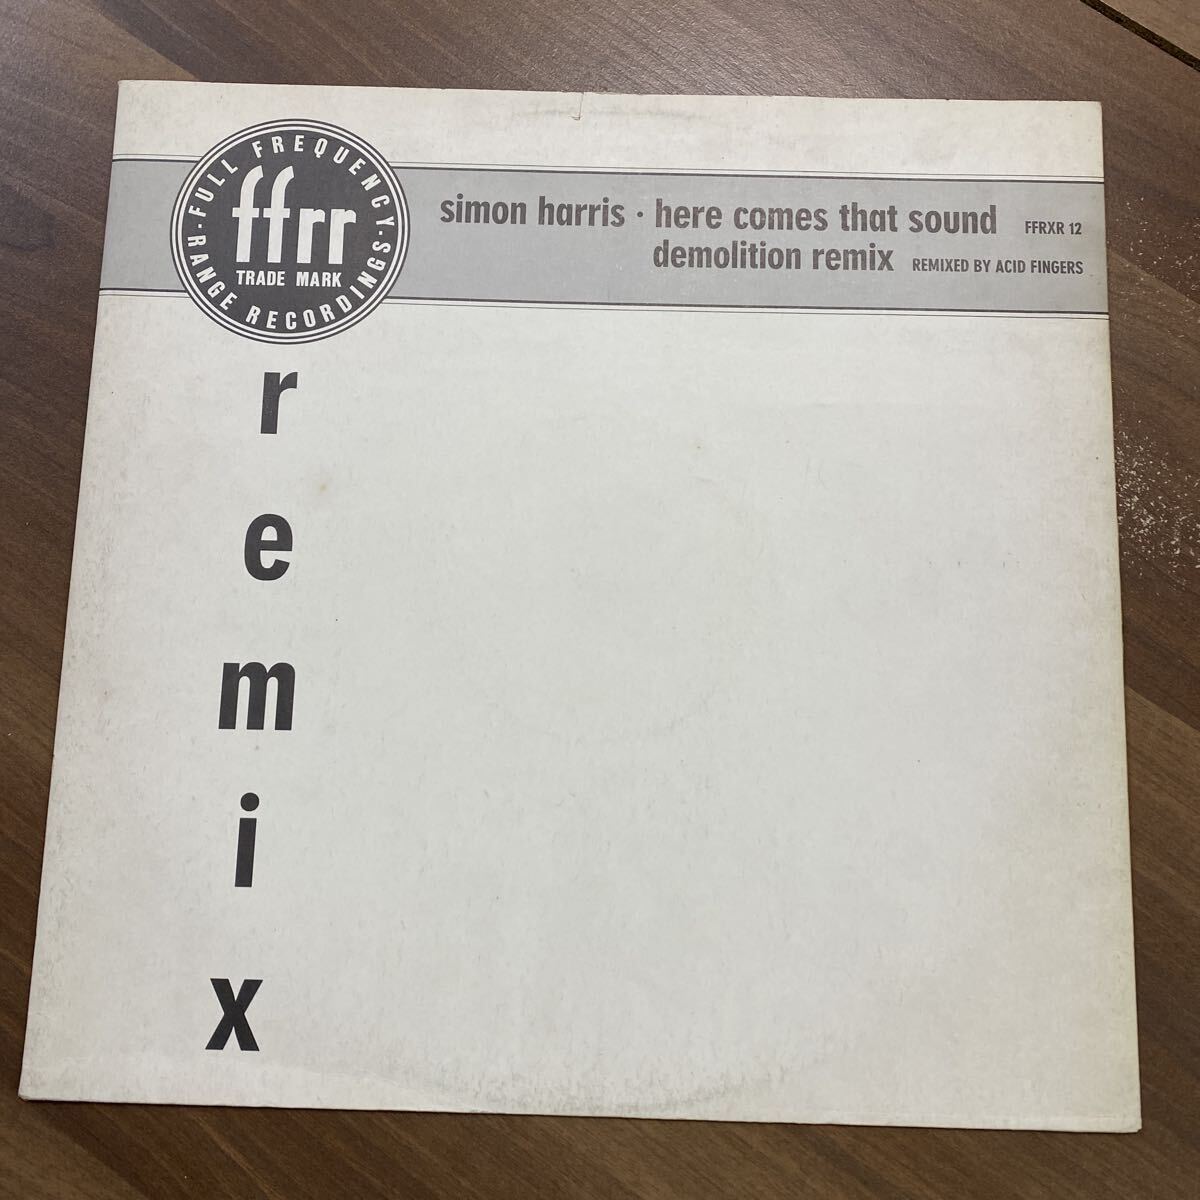 · FULL FREQUENCY ·
ffrr
TRADE MARK
RANGE RECORDINGS
simon harris · here comes that sound FFRXR 12
demolition remix REMIXED BY ACID FINGERS
r
e
m
i
x